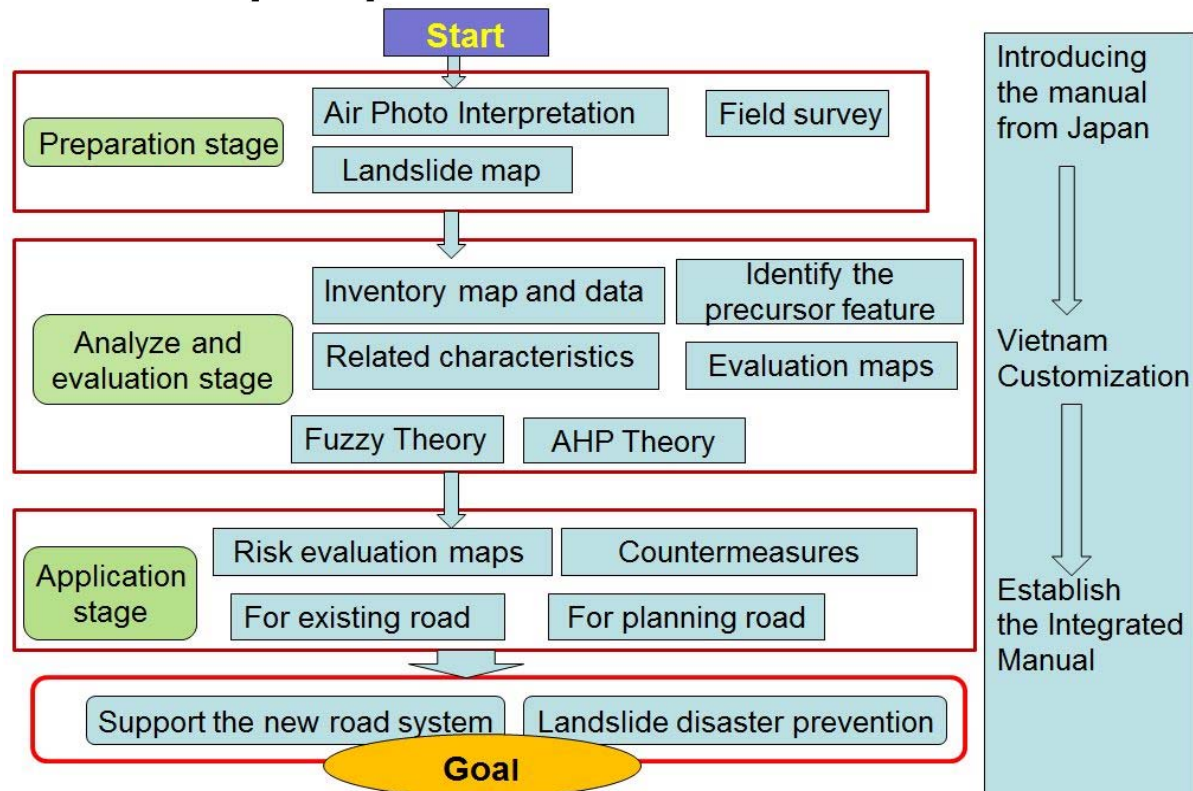 Start
Preparation stage
Air Photo Interpretation
Field survey
Landslide map
Analyze and
evaluation stage
Inventory map and data
Identify the
precursor feature
Related characteristics
Evaluation maps
Fuzzy Theory
AHP Theory
Application
stage
Risk evaluation maps
Countermeasures
For existing road
For planning road
Support the new road system
Landslide disaster prevention
Goal
Introducing
the manual
from Japan
Vietnam
Customization
Establish
the Integrated
Manual